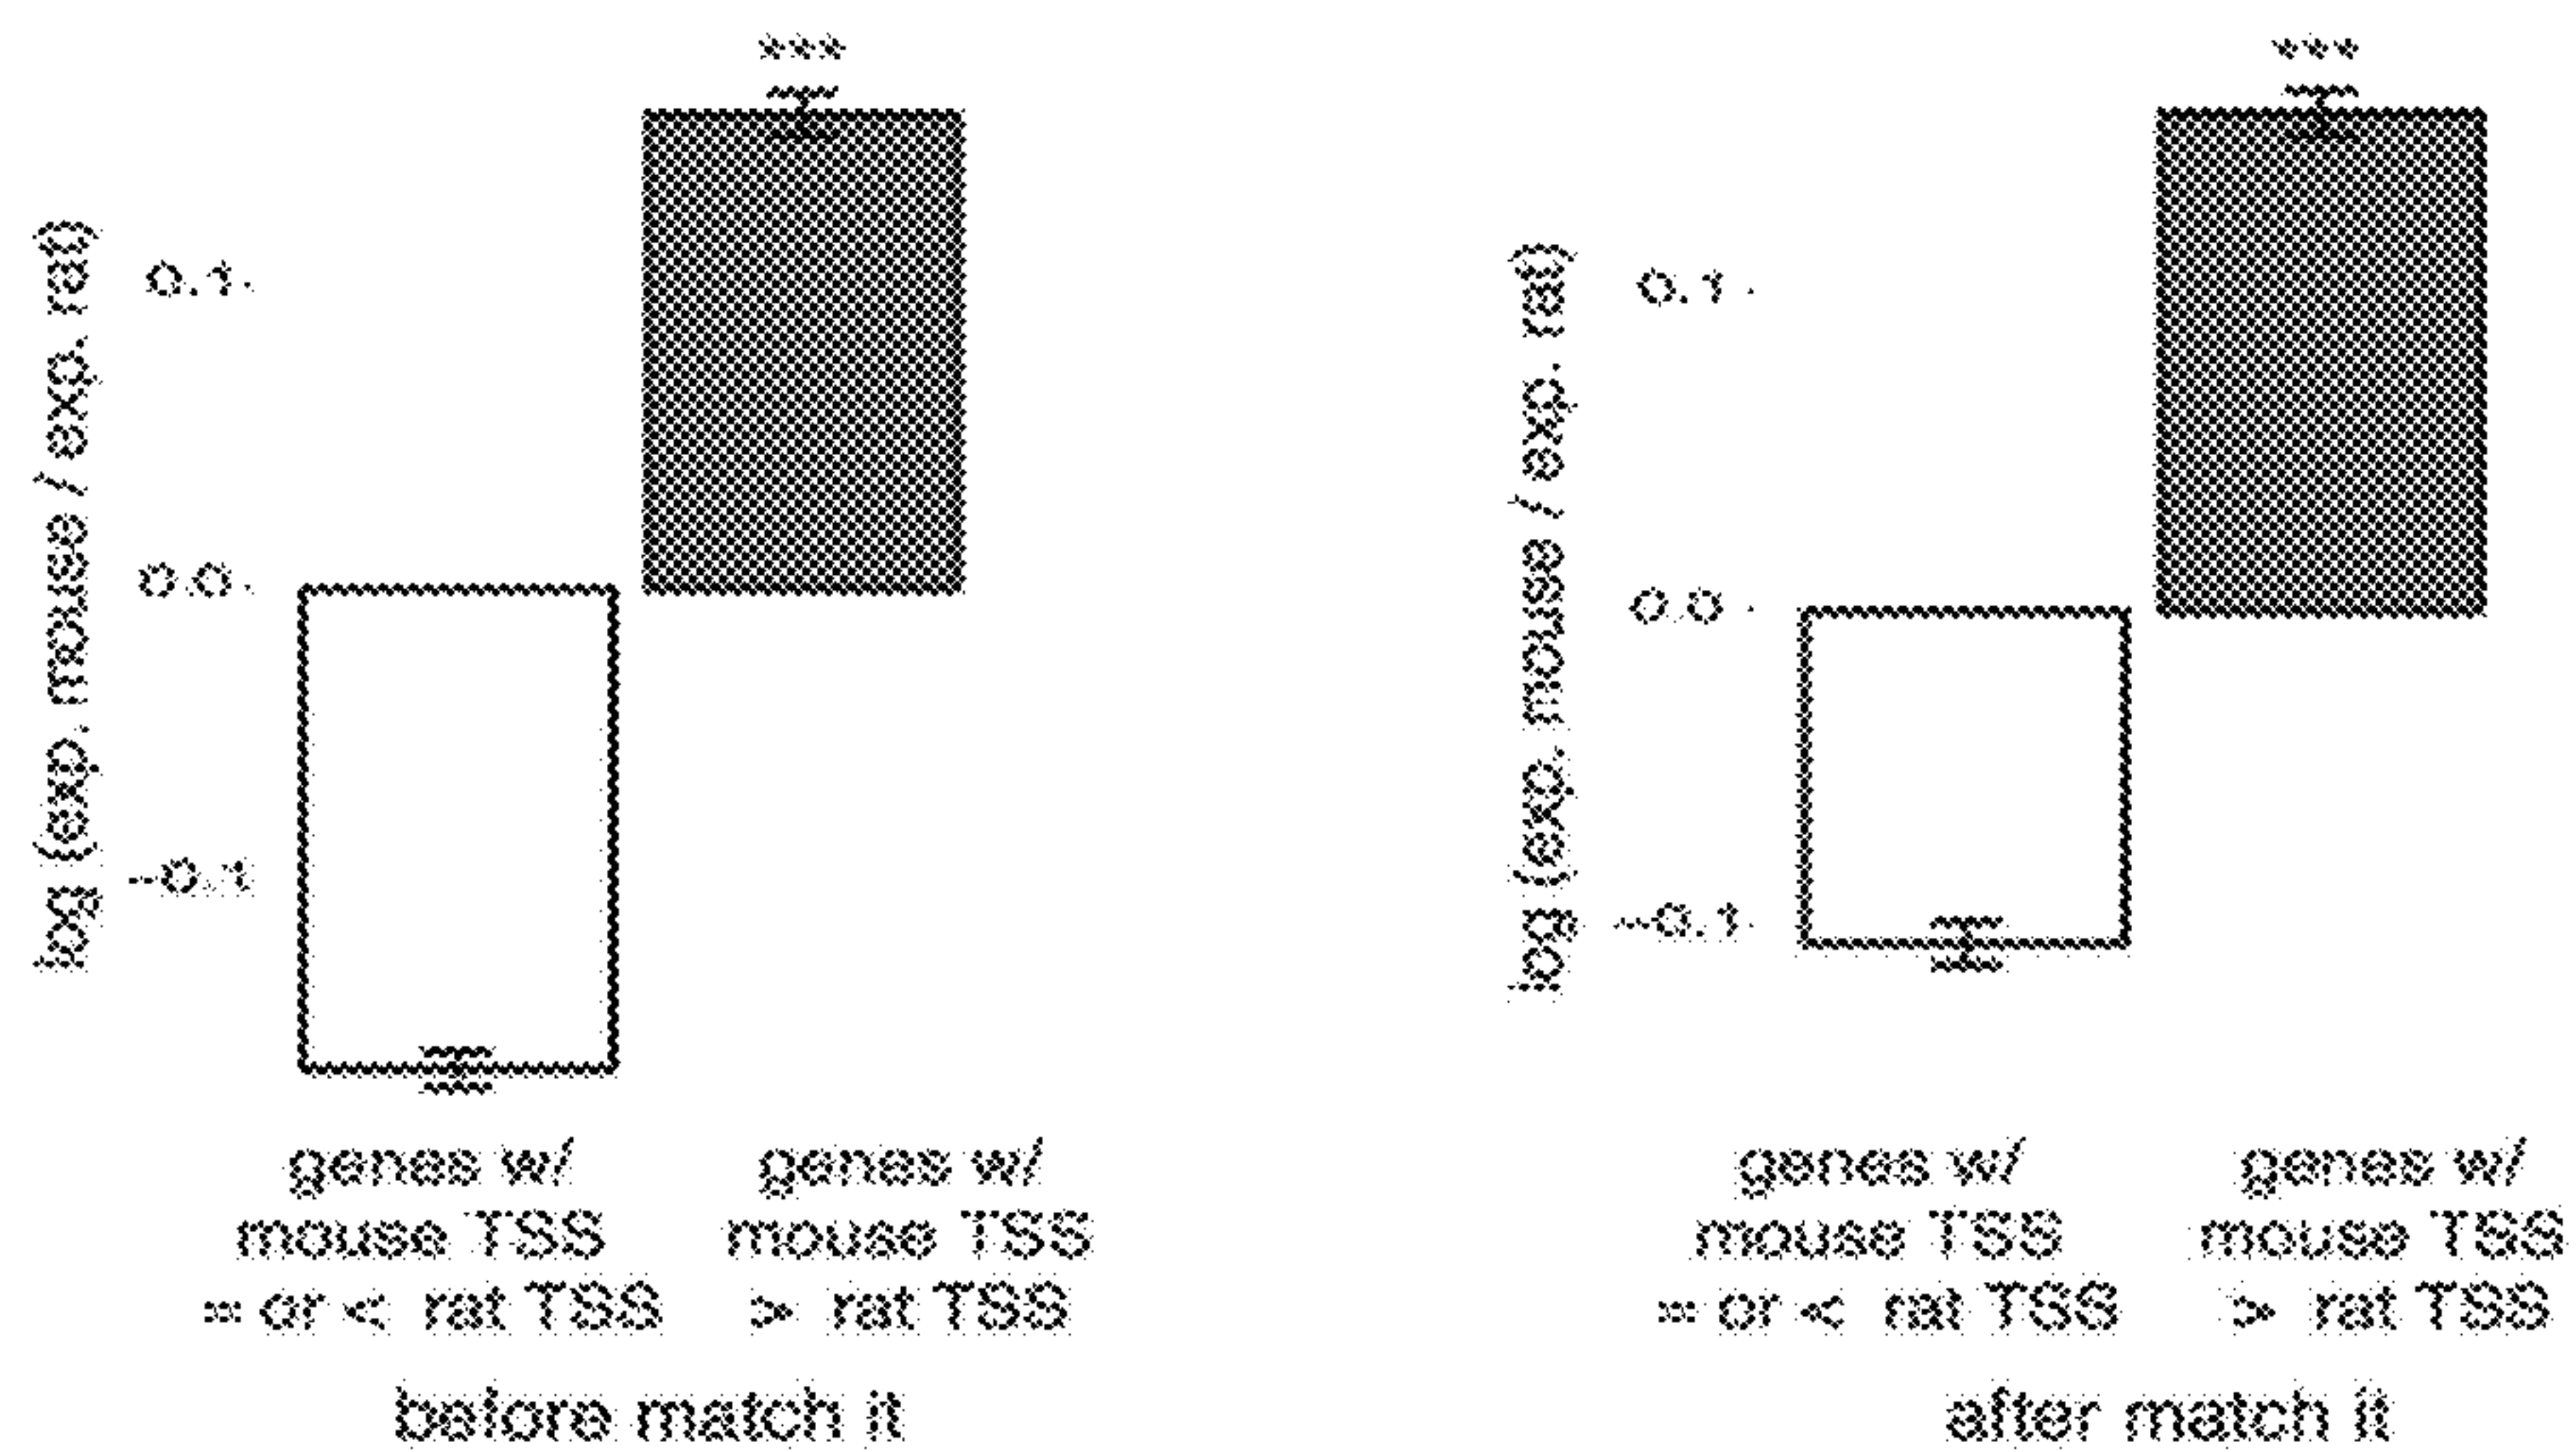 ***
log (exp. mouse / exp. rat)
0.1
0.0
-0.1
genes w/
mouse TSS
= or < rat TSS
genes w/
mouse TSS
> rat TSS
before match it
***
log (exp. mouse / exp. rat)
0.1
0.0
-0.1
genes w/
mouse TSS
= or < rat TSS
genes w/
mouse TSS
> rat TSS
after match it